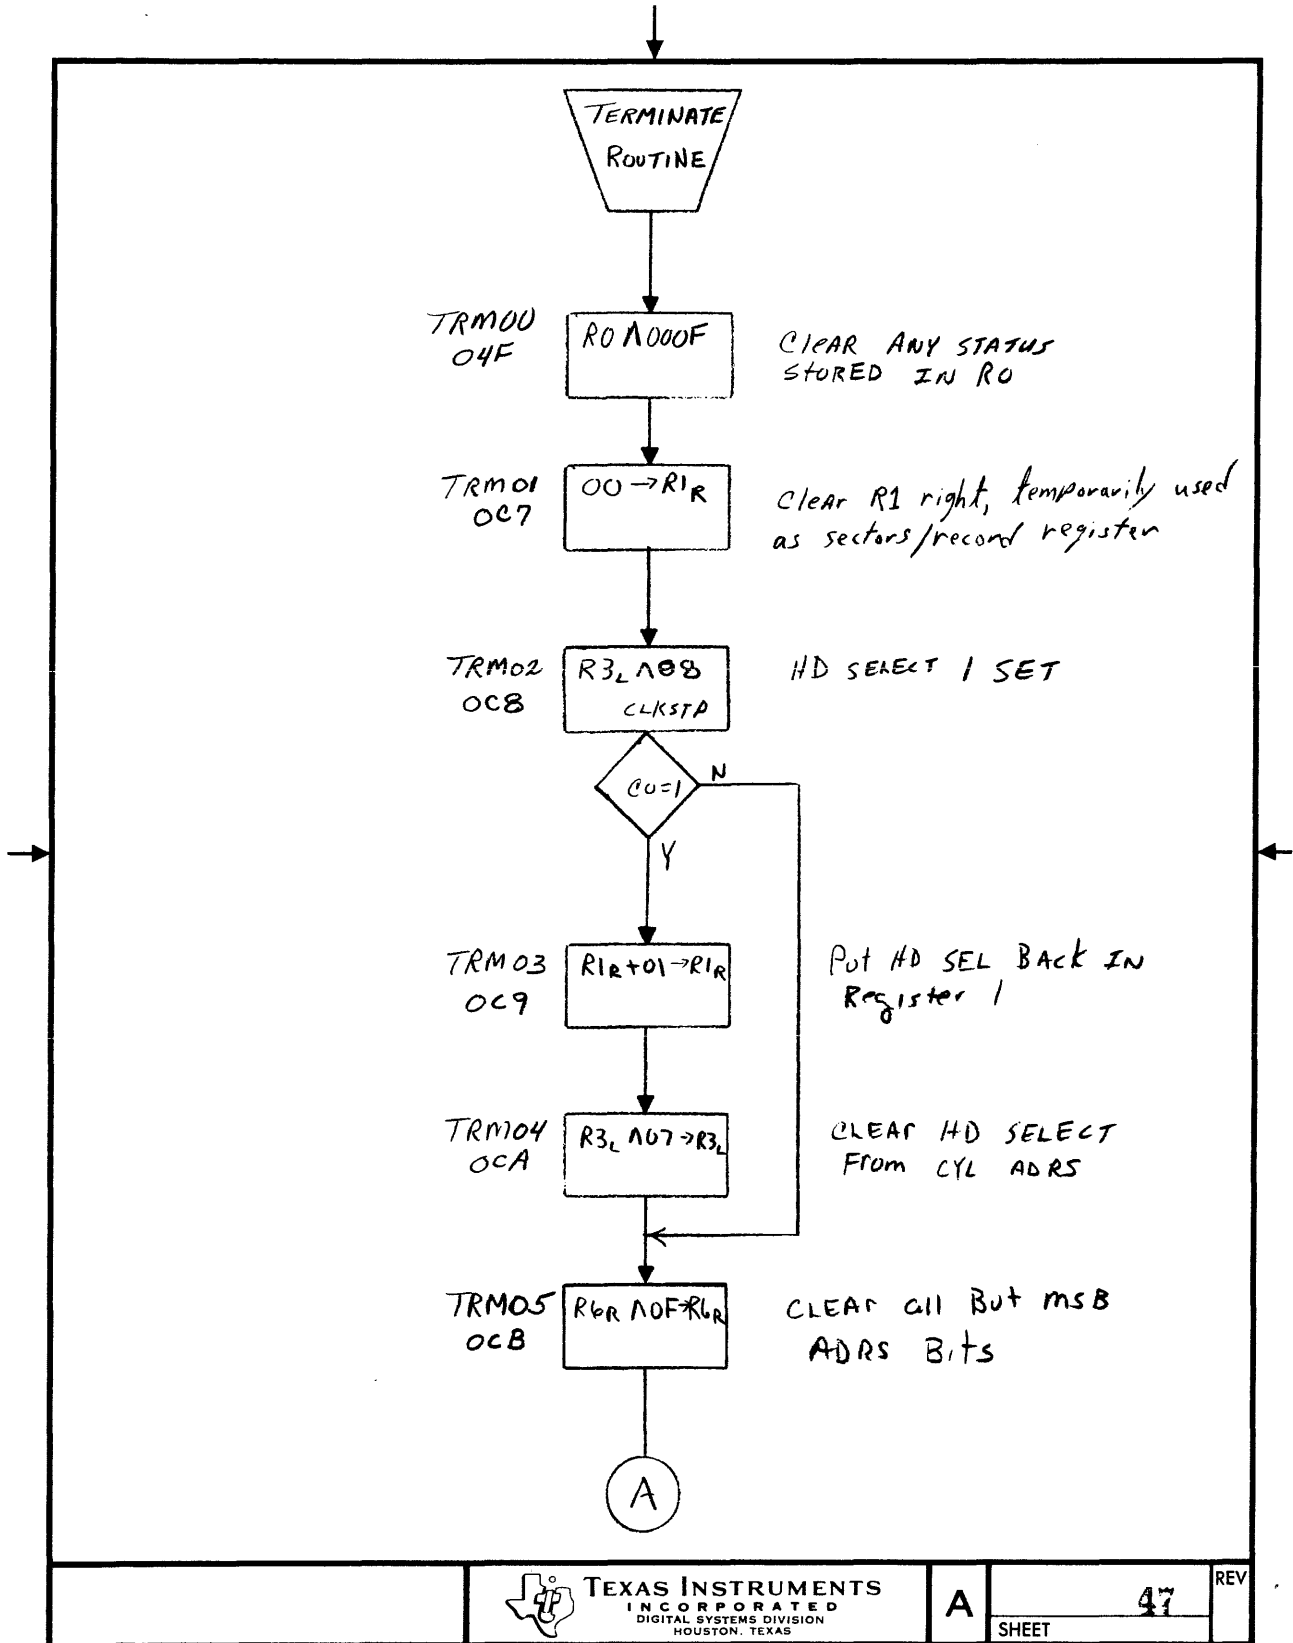 TERMINATE
ROUTINE
TRM00
04F
R0 Λ 000F
CleAR ANY STATUS
STORED IN R0
TRM01
0C7
00 → R1R
CleAr R1 right, temporarily used
as sectors/record register
TRM02
0C8
R3L Λ 08
CLKSTP
HD SELECT 1 SET
C0=1
N
Y
TRM03
0C9
R1R + 01 → R1R
Put HD SEL BACK IN
Register 1
TRM04
0CA
R3L Λ 07 → R3L
CLEAr HD SELECT
From CYL ADRS
TRM05
0CB
R6R Λ 0F → R6R
CLEAr all But MSB
ADRS Bits
A
TEXAS INSTRUMENTS
INCORPORATED
DIGITAL SYSTEMS DIVISION
HOUSTON, TEXAS
A
47
SHEET
REV